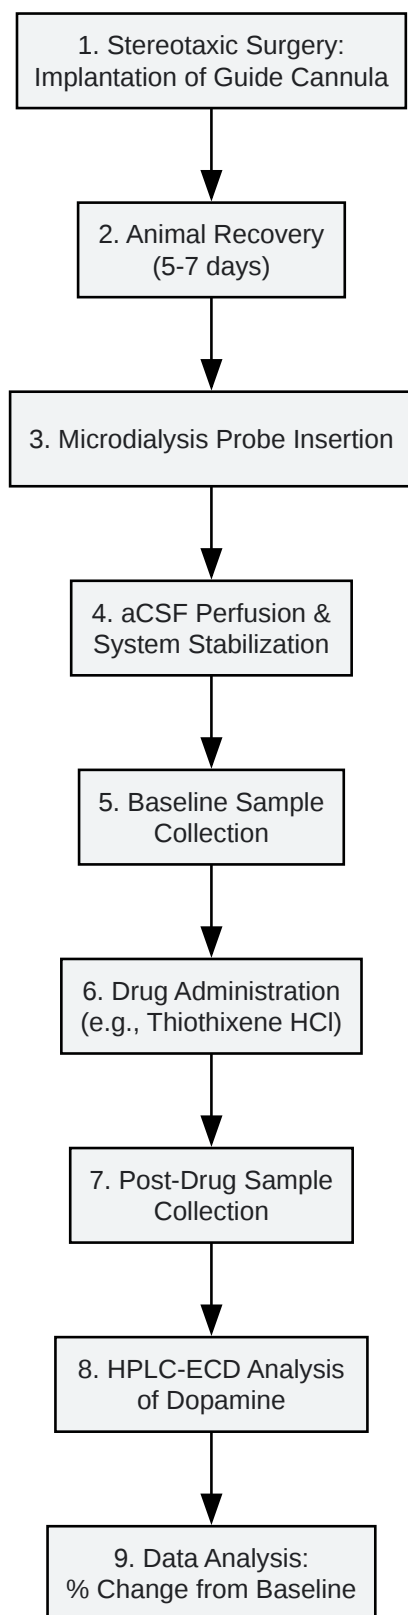 1. Stereotaxic Surgery:
Implantation of Guide Cannula
2. Animal Recovery
(5-7 days)
3. Microdialysis Probe Insertion
4. aCSF Perfusion &
System Stabilization
5. Baseline Sample
Collection
6. Drug Administration
(e.g., Thiothixene HCl)
7. Post-Drug Sample
Collection
8. HPLC-ECD Analysis
of Dopamine
9. Data Analysis:
% Change from Baseline